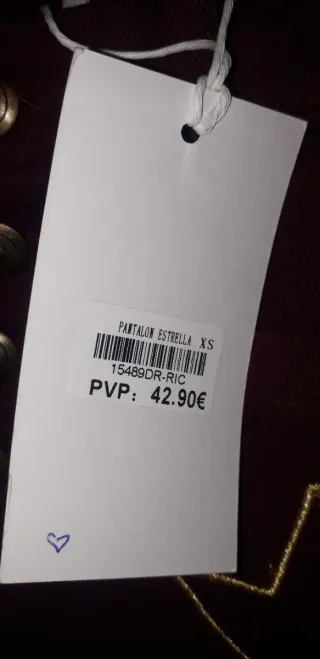 PANTALON ESTRELLA XS
15489DR-RIC
PVP: 42.90€